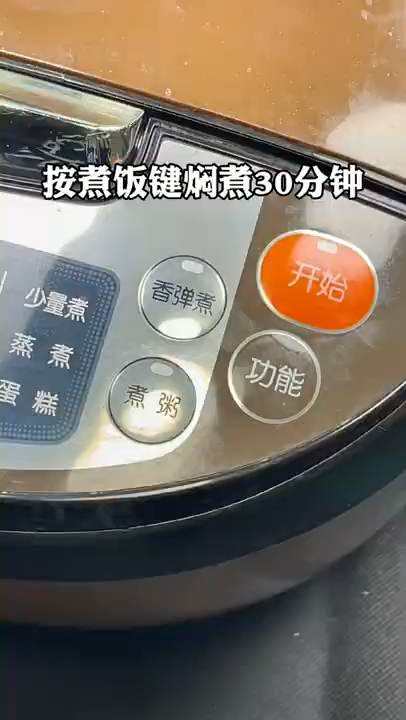 按煮饭键焖煮30分钟
开始
香弹煮
少量煮
功能
蒸煮
煮粥
蛋糕